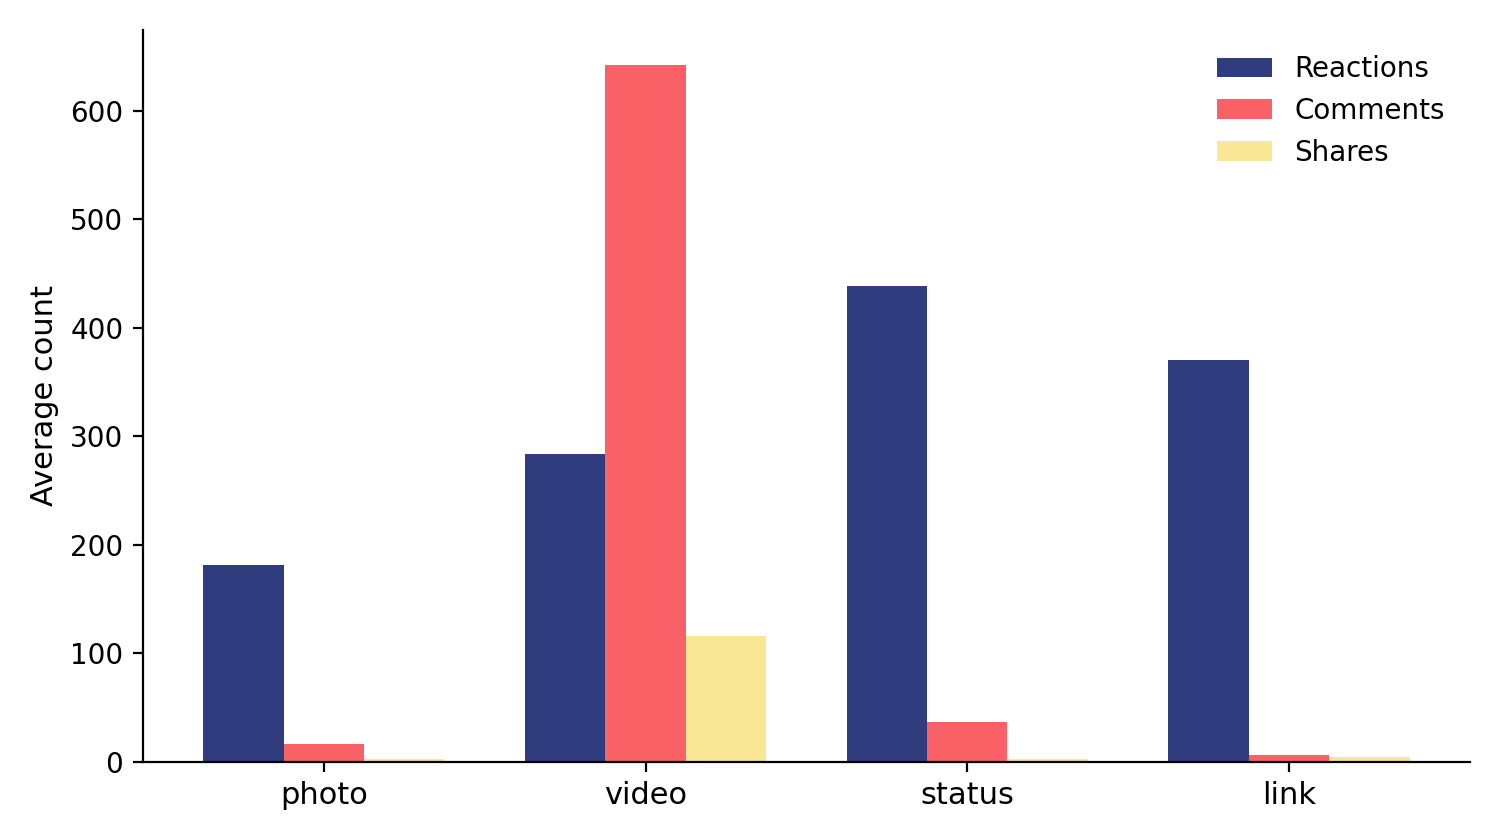 Reactions
Comments
Shares
600
500
400
300
200
100
0
Average count
photo
video
status
link